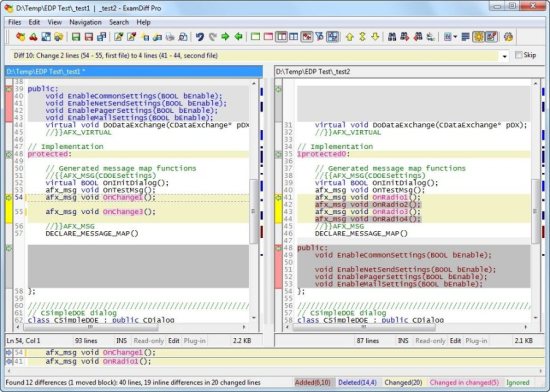 D:\Temp\EDP Test\_test1 | _test2 - ExamDiff Pro
Files Edit View Navigation Search Help
Diff 10: Change 2 lines (54 - 55, first file) to 4 lines (41 - 44, second file)
Skip
D:\Temp\EDP Test\_test1 *
38
39 public:
40 void EnableCommonSettings(BOOL bEnable);
41 void EnableNetSendSettings(BOOL bEnable);
42 void EnablePagerSettings(BOOL bEnable);
43 void EnableMailSettings(BOOL bEnable);
44 virtual void DoDataExchange(CDataExchange* pDX);
45 //}}AFX_VIRTUAL
46
47 // Implementation
48 protected:
49
50 // Generated message map functions
51 //{{AFX_MSG(CDOESettings)
52 virtual BOOL OnInitDialog();
53 afx_msg void OnTestMsg();
54 afx_msg void OnChange1();
55 afx_msg void OnChange3();
56 //}}AFX_MSG
57 DECLARE_MESSAGE_MAP()
58 };
59
60 ////////////////////////////////////////
61 // CSimpleDOE dialog
62 class CSimpleDOE : public CDialog
D:\Temp\EDP Test\_test2
31 virtual void DoDataExchange(CDataExchange* pDX);
32 //}}AFX_VIRTUAL
33
34 // Implementation
35 1protected0:
36
37 // Generated message map functions
38 //{{AFX_MSG(CDOESettings)
39 virtual BOOL OnInitDialog();
40 afx_msg void OnTestMsg();
41 afx_msg void OnRadio1();
42 afx_msg void OnRadio2();
43 afx_msg void OnRadio3();
44 afx_msg void OnRadio4();
45 //}}AFX_MSG
46 DECLARE_MESSAGE_MAP()
47
48 public:
49 void EnableCommonSettings(BOOL bEnable);
50
51 void EnableNetSendSettings(BOOL bEnable);
52 void EnablePagerSettings(BOOL bEnable);
53 void EnableMailSettings(BOOL bEnable);
54 };
55
56 ////////////////////////////////////////
57 // CSimpleDOE dialog
58 class CSimpleDOE : public CDialog
Ln 54, Col 1 93 lines INS Read-only Edit Plug-in 2.2 KB
87 lines INS Read-only Edit Plug-in 2.1 KB
54 afx_msg void OnChange1();
41 afx_msg void OnRadio1();
Found 12 differences (1 moved block): 40 lines, 19 inline differences in 20 changed lines
Added(6,10) Deleted(14,4) Changed(20) Changed in changed(5) Ignored